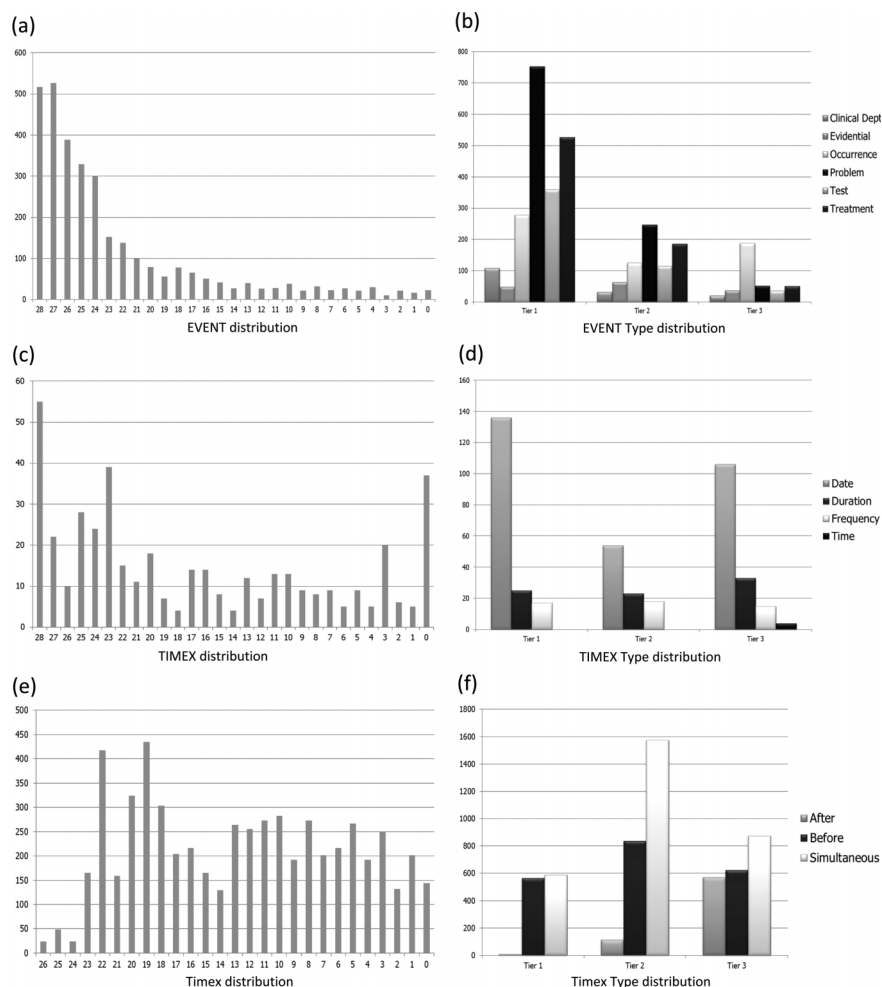 (a)
600
500
400
300
200
100
0
28 27 26 25 24 23 22 21 20 19 18 17 16 15 14 13 12 11 10 9 8 7 6 5 4 3 2 1 0
EVENT distribution
(b)
800
700
600
500
400
300
200
100
0
Tier 1 Tier 2 Tier 3
Clinical Dept
Evidential
Occurrence
Problem
Test
Treatment
EVENT Type distribution
(c)
60
50
40
30
20
10
0
28 27 26 25 24 23 22 21 20 19 18 17 16 15 14 13 12 11 10 9 8 7 6 5 4 3 2 1 0
TIMEX distribution
(d)
160
140
120
100
80
60
40
20
0
Tier 1 Tier 2 Tier 3
Date
Duration
Frequency
Time
TIMEX Type distribution
(e)
500
450
400
350
300
250
200
150
100
50
0
26 25 24 23 22 21 20 19 18 17 16 15 14 13 12 11 10 9 8 7 6 5 4 3 2 1 0
Timex distribution
(f)
1800
1600
1400
1200
1000
800
600
400
200
0
Tier 1 Tier 2 Tier 3
After
Before
Simultaneous
Timex Type distribution